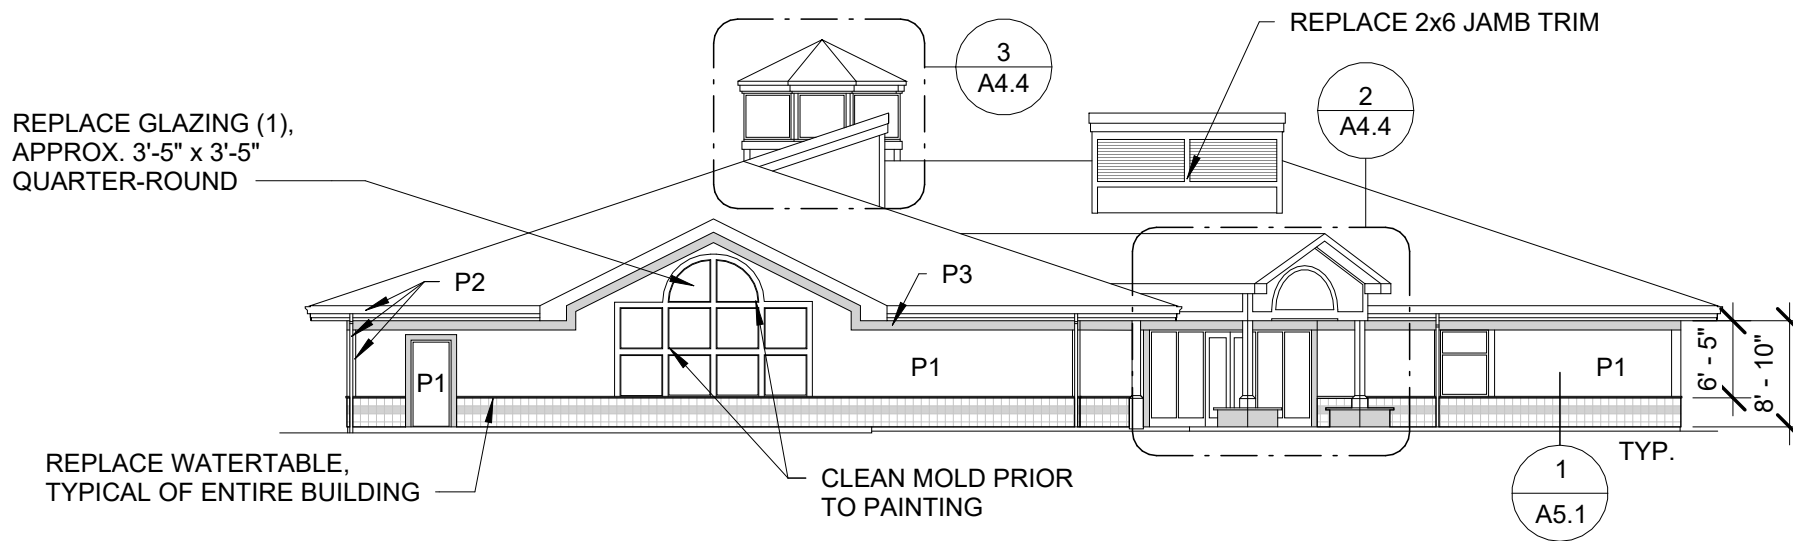 REPLACE 2x6 JAMB TRIM
3
A4.4
2
A4.4
REPLACE GLAZING (1),
APPROX. 3'-5" x 3'-5"
QUARTER-ROUND
P2
P3
P1
P1
P1
6' - 5"
8' - 10"
TYP.
REPLACE WATERTABLE,
TYPICAL OF ENTIRE BUILDING
CLEAN MOLD PRIOR
TO PAINTING
1
A5.1